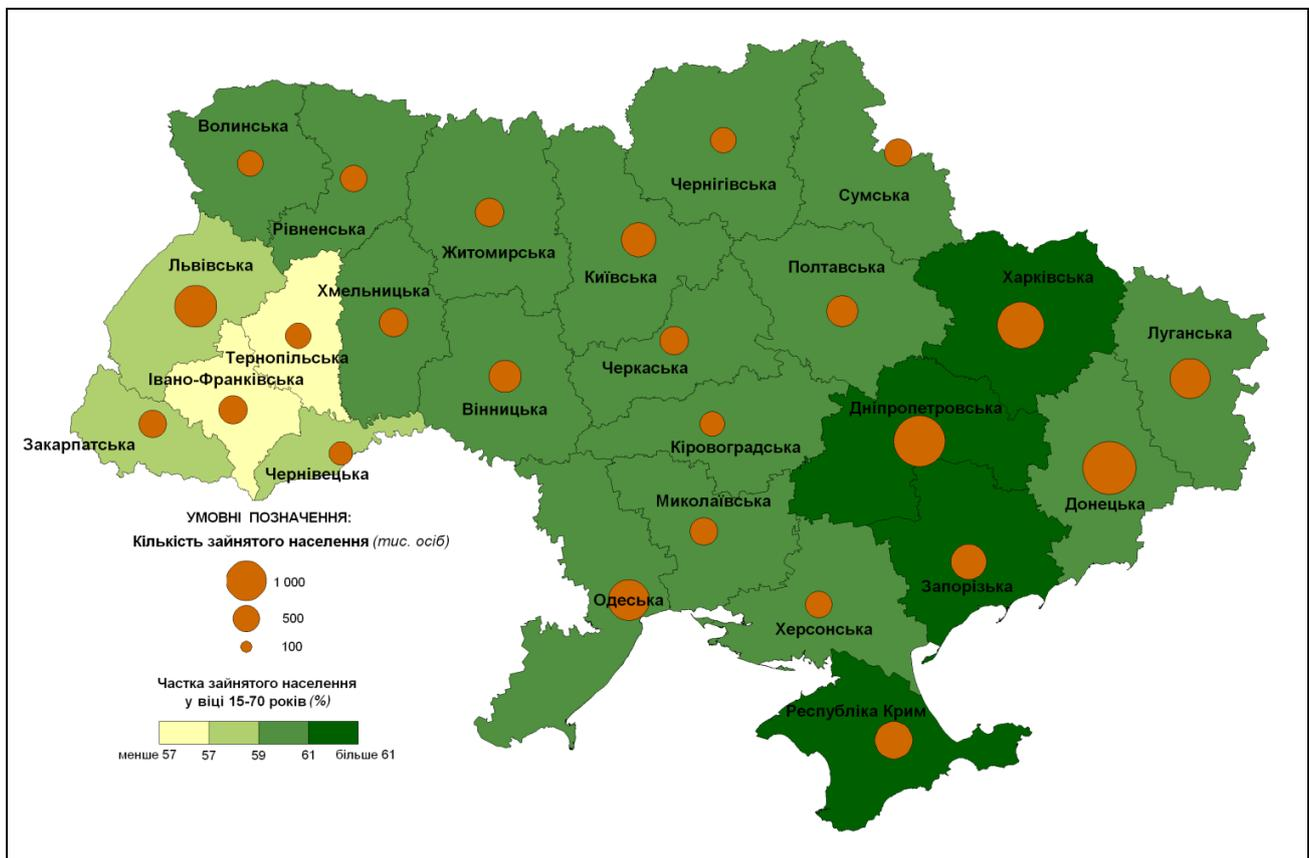 Волинська
Рівненська
Чернігівська
Сумська
Житомирська
Київська
Полтавська
Харківська
Львівська
Хмельницька
Луганська
Тернопільська
Івано-Франківська
Черкаська
Вінницька
Дніпропетровська
Закарпатська
Чернівецька
Кіровоградська
Донецька
Миколаївська
Запорізька
Одеська
Херсонська
Республіка Крим
УМОВНІ ПОЗНАЧЕННЯ:
Кількість зайнятого населення (тис. осіб)
1 000
500
100
Частка зайнятого населення
у віці 15-70 років (%)
менше 57 57 59 61 більше 61